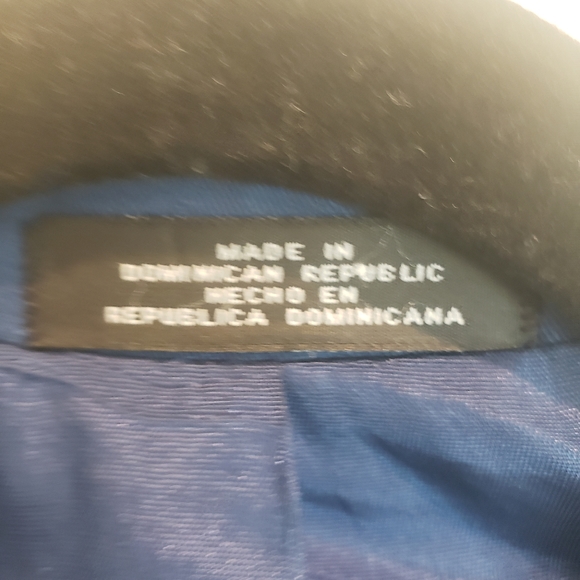 MADE IN
DOMINICAN REPUBLIC
HECHO EN
REPUBLICA DOMINICANA